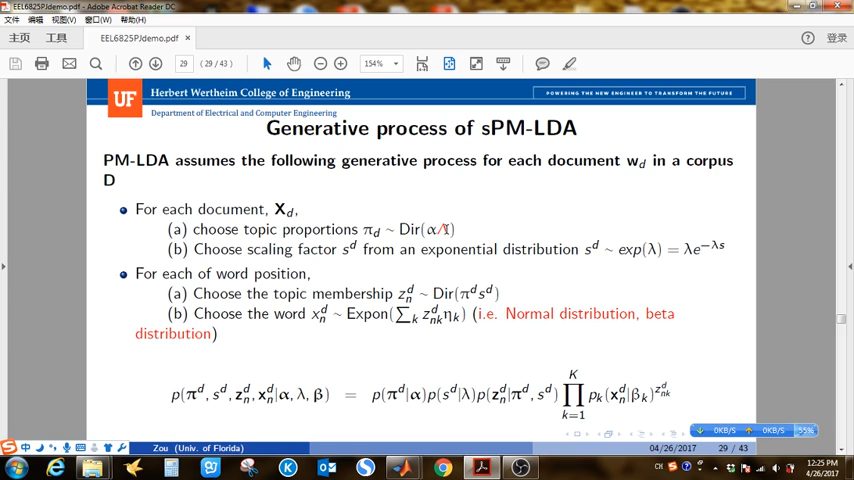 EEL6825PJdemo.pdf - Adobe Acrobat Reader DC
文件 编辑 视图(V) 窗口(W) 帮助(H)
主页 工具 EEL6825PJdemo.pdf × 登录
29 (29 / 43) 154%
UF Herbert Wertheim College of Engineering POWERING THE NEW ENGINEER TO TRANSFORM THE FUTURE
Department of Electrical and Computer Engineering
Generative process of sPM-LDA
PM-LDA assumes the following generative process for each document w_d in a corpus
D
For each document, X_d,
(a) choose topic proportions π_d ~ Dir(α)
(b) Choose scaling factor s^d from an exponential distribution s^d ~ exp(λ) = λe^{-λs}
For each of word position,
(a) Choose the topic membership z_n^d ~ Dir(π^d s^d)
(b) Choose the word x_n^d ~ Expon(∑_k z_{nk}^d η_k) (i.e. Normal distribution, beta
distribution)
p(π^d, s^d, z_n^d, x_n^d|α, λ, β) = p(π^d|α)p(s^d|λ)p(z_n^d|π^d, s^d) ∏_{k=1}^K p_k(x_n^d|β_k)^{z_{nk}^d}
0KB/S 0KB/S 55%
Zou (Univ. of Florida) 04/26/2017 29 / 43
中
CH 12:25 PM
4/26/2017